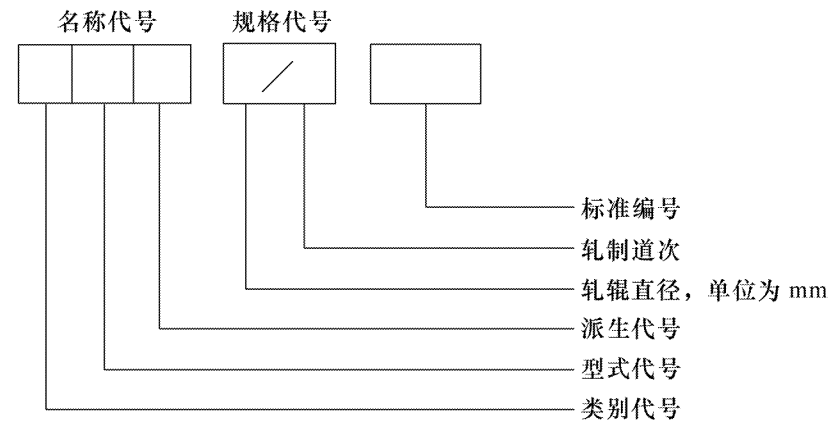 名称代号 规格代号
/
标准编号
轧制道次
轧辊直径，单位为 mm
派生代号
型式代号
类别代号